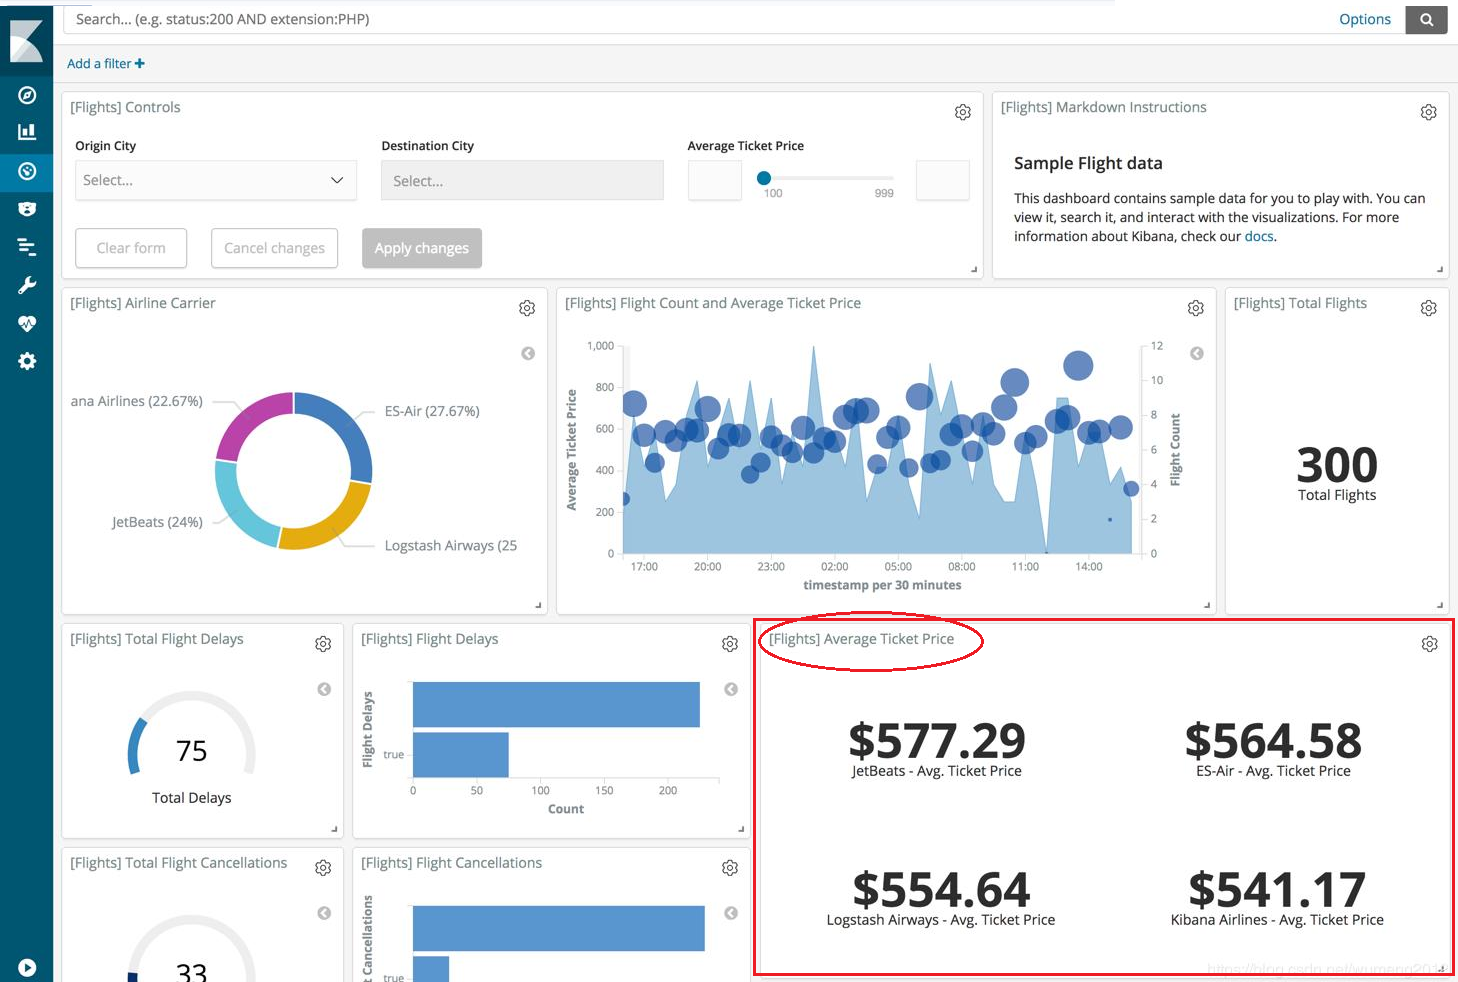 Search... (e.g. status:200 AND extension:PHP)
Options
Add a filter +
[Flights] Controls
Origin City
Destination City
Average Ticket Price
Select...
Select...
100
999
Clear form
Cancel changes
Apply changes
[Flights] Markdown Instructions
Sample Flight data
This dashboard contains sample data for you to play with. You can
view it, search it, and interact with the visualizations. For more
information about Kibana, check our docs.
[Flights] Airline Carrier
ana Airlines (22.67%)
ES-Air (27.67%)
JetBeats (24%)
Logstash Airways (25
[Flights] Flight Count and Average Ticket Price
Average Ticket Price
1,000
800
600
400
200
0
12
10
8
6
4
2
0
Flight Count
17:00
20:00
23:00
02:00
05:00
08:00
11:00
14:00
timestamp per 30 minutes
[Flights] Total Flights
300
Total Flights
[Flights] Total Flight Delays
75
Total Delays
[Flights] Flight Delays
Flight Delays
true
0
50
100
150
200
Count
[Flights] Average Ticket Price
$577.29
JetBeats - Avg. Ticket Price
$564.58
ES-Air - Avg. Ticket Price
$554.64
Logstash Airways - Avg. Ticket Price
$541.17
Kibana Airlines - Avg. Ticket Price
[Flights] Total Flight Cancellations
33
[Flights] Flight Cancellations
t Cancellations
true